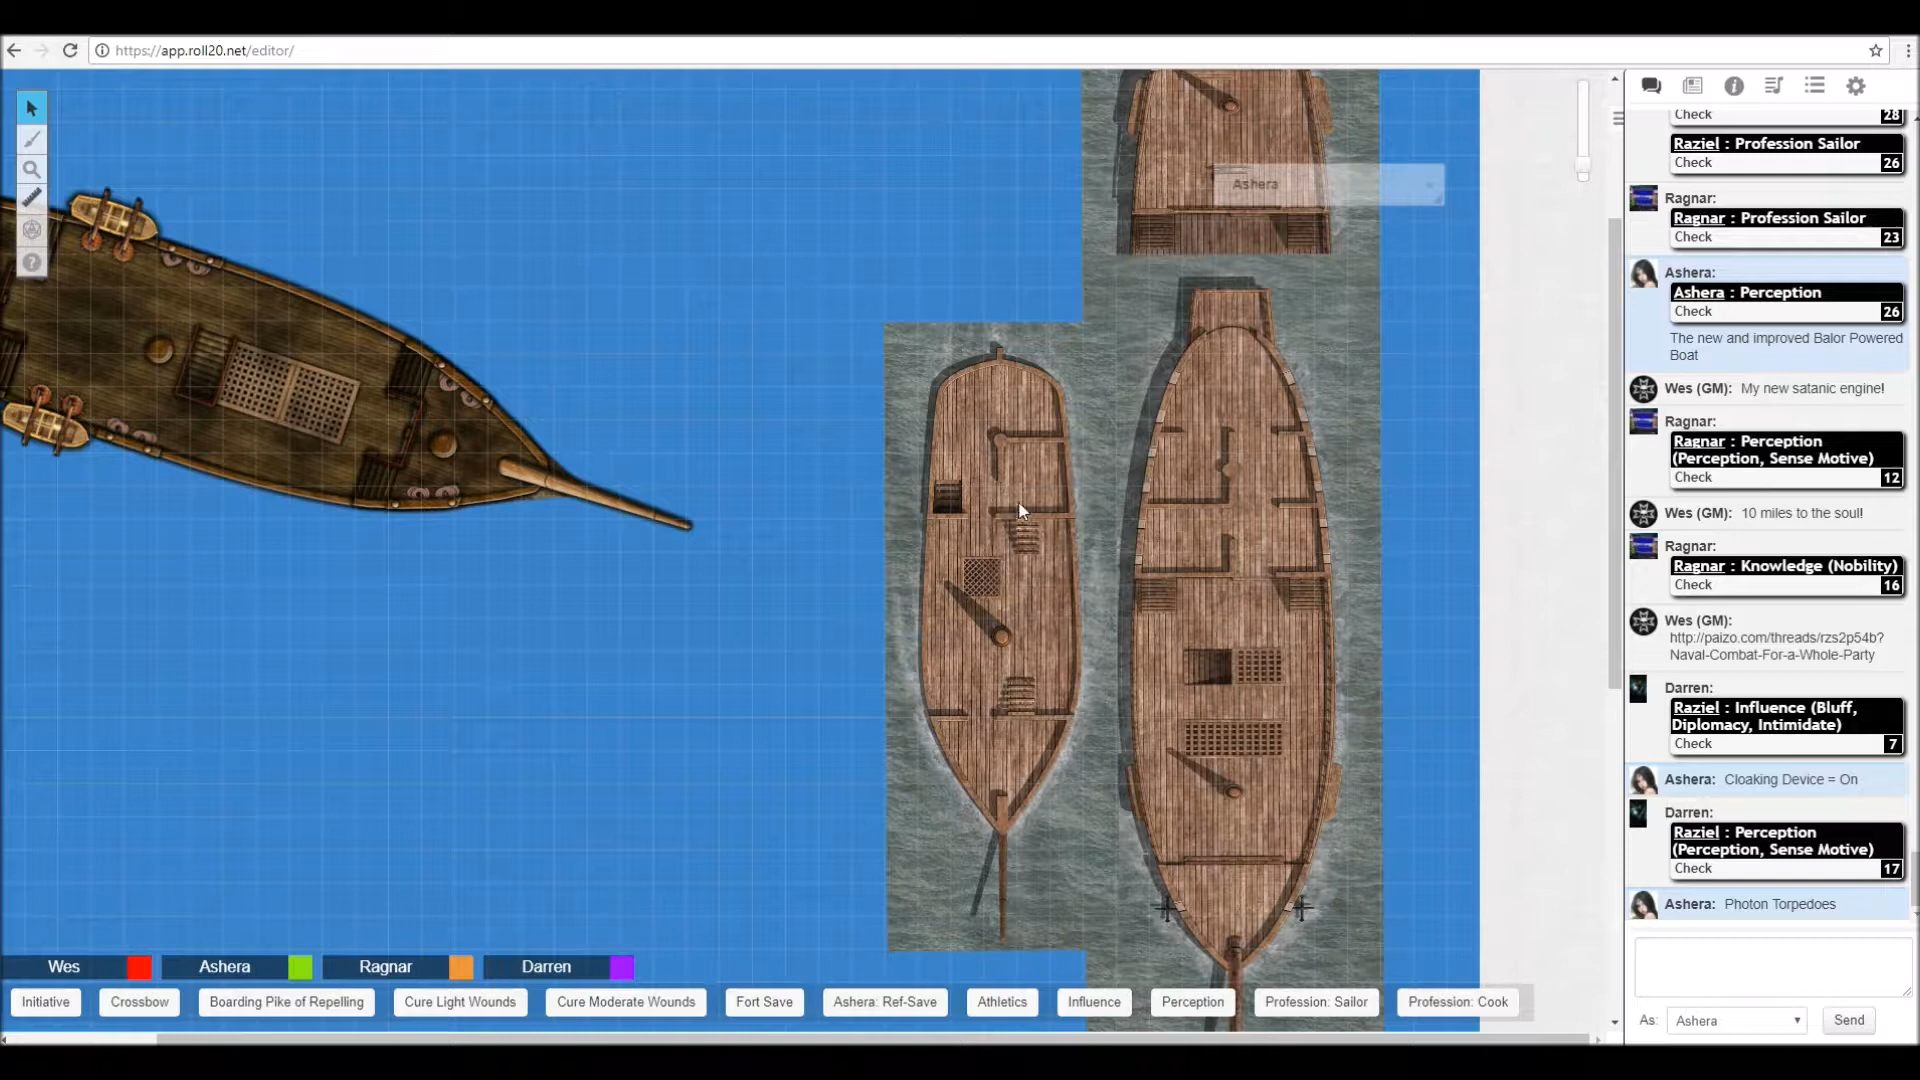 https://app.roll20.net/editor/
Ashera
Check 28
Raziel : Profession Sailor
Check 26
Ragnar:
Ragnar : Profession Sailor
Check 23
Ashera:
Ashera : Perception
Check 26
The new and improved Balor Powered
Boat
Wes (GM): My new satanic engine!
Ragnar:
Ragnar : Perception
(Perception, Sense Motive)
Check 12
Wes (GM): 10 miles to the soul!
Ragnar:
Ragnar : Knowledge (Nobility)
Check 16
Wes (GM):
http://paizo.com/threads/rzs2p54b?
Naval-Combat-For-a-Whole-Party
Darren:
Raziel : Influence (Bluff,
Diplomacy, Intimidate)
Check 7
Ashera: Cloaking Device = On
Darren:
Raziel : Perception
(Perception, Sense Motive)
Check 17
Ashera: Photon Torpedoes
Wes Ashera Ragnar Darren
Initiative Crossbow Boarding Pike of Repelling Cure Light Wounds Cure Moderate Wounds Fort Save Ashera: Ref-Save Athletics Influence Perception Profession: Sailor Profession: Cook
As: Ashera Send